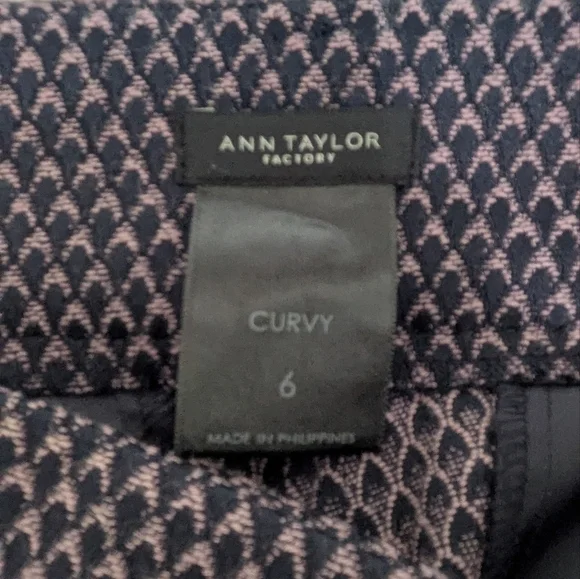 ANN TAYLOR
FACTORY
CURVY
6
MADE IN PHILIPPINES